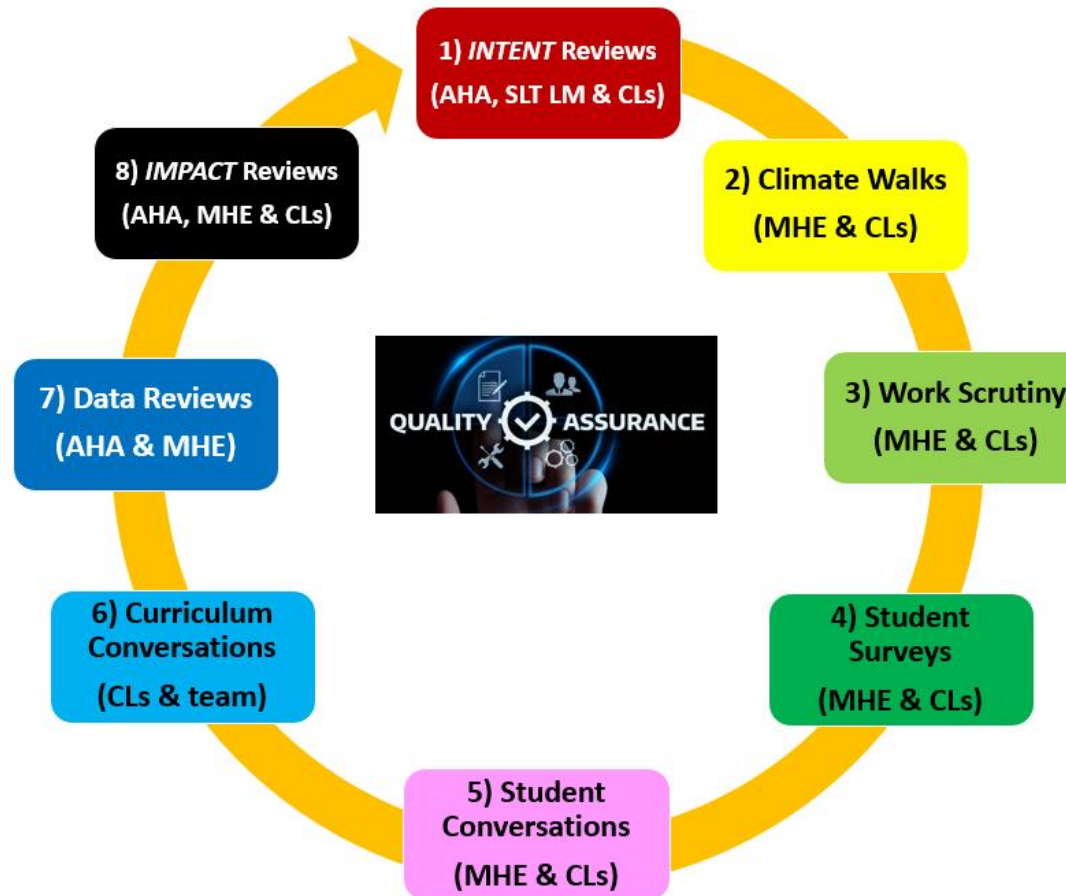 1) INTENT Reviews
(AHA, SLT LM & CLs)
2) Climate Walks
(MHE & CLs)
3) Work Scrutiny
(MHE & CLs)
4) Student
Surveys
(MHE & CLs)
5) Student
Conversations
(MHE & CLs)
6) Curriculum
Conversations
(CLs & team)
7) Data Reviews
(AHA & MHE)
8) IMPACT Reviews
(AHA, MHE & CLs)
QUALITY ASSURANCE